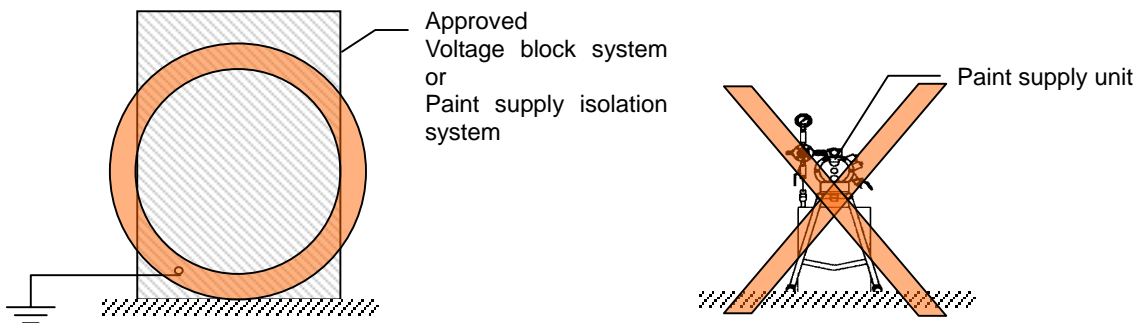 Approved
Voltage block system
or
Paint supply isolation
system
Paint supply unit